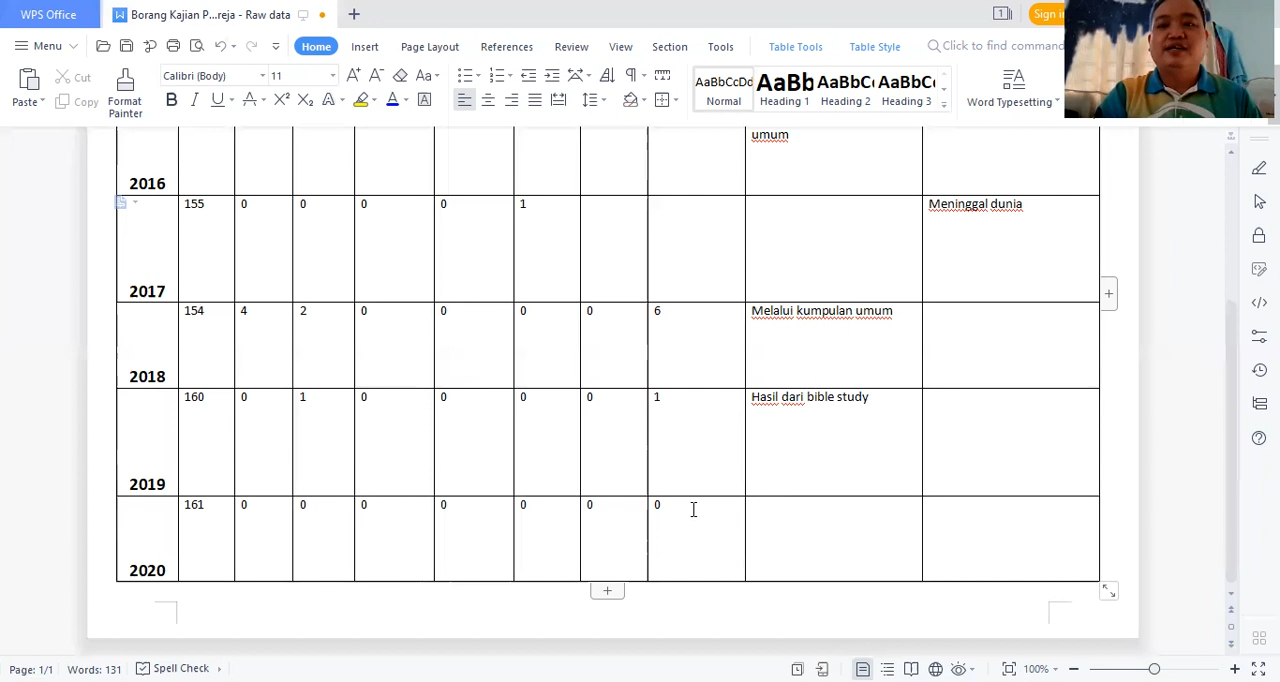 WPS Office
Borang Kajian P...reja - Raw data
Sign in
Menu
Home
Insert
Page Layout
References
Review
View
Section
Tools
Table Tools
Table Style
Click to find command
Paste
Cut
Copy
Format Painter
Calibri (Body)
11
AaBbCcDd
Normal
AaBb
Heading 1
AaBbC
Heading 2
AaBbC
Heading 3
Word Typesetting
umum
2016
155 0 0 0 0 1 Meninggal dunia
2017
154 4 2 0 0 0 0 6 Melalui kumpulan umum
2018
160 0 1 0 0 0 0 1 Hasil dari bible study
2019
161 0 0 0 0 0 0 0
2020
Page: 1/1
Words: 131
Spell Check
100%